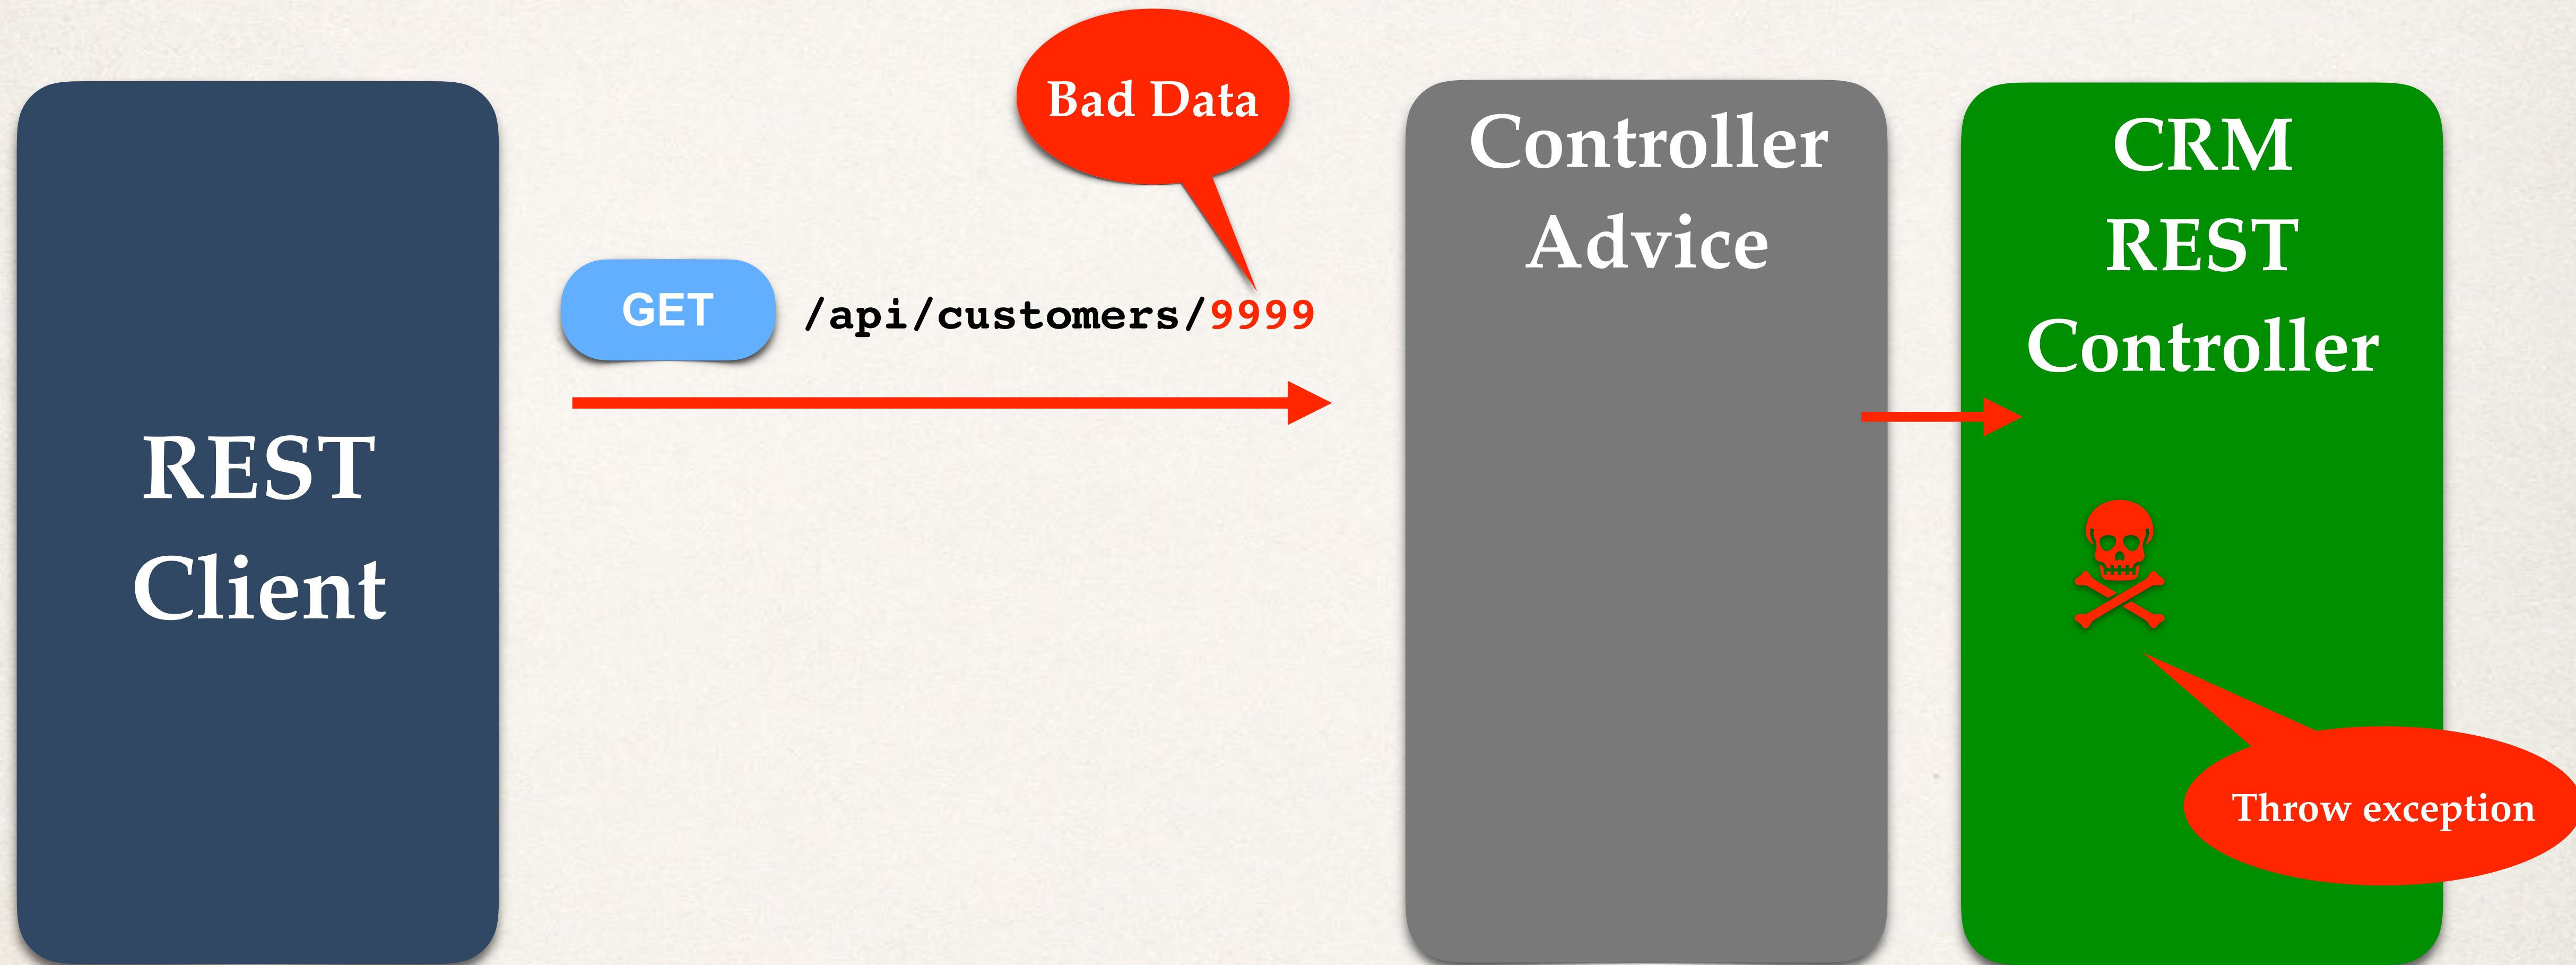 Bad Data
Controller
Advice
CRM
REST
Controller
GET
/api/customers/9999
REST
Client
Throw exception